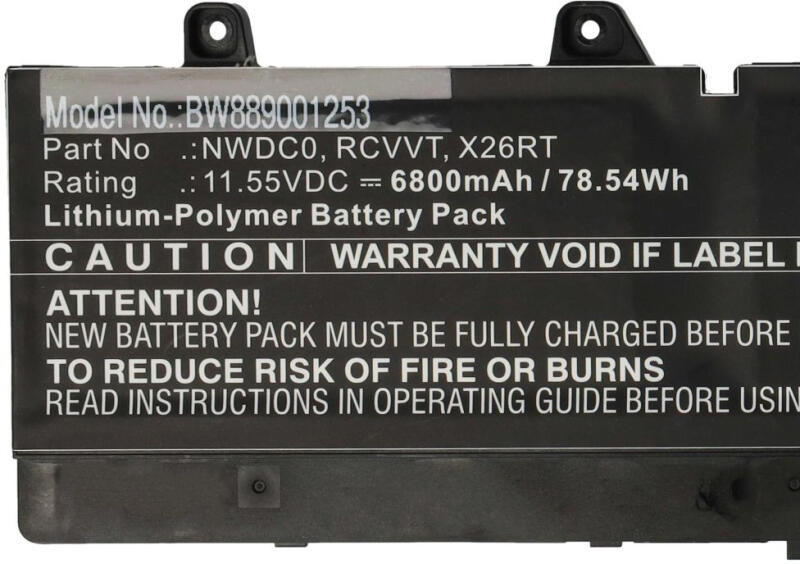 Model No.:BW889001253
Part No .:NWDC0, RCVVT, X26RT
Rating .:11.55VDC ⎓ 6800mAh / 78.54Wh
Lithium-Polymer Battery Pack
CAUTION WARRANTY VOID IF LABEL
ATTENTION!
NEW BATTERY PACK MUST BE FULLY CHARGED BEFORE
TO REDUCE RISK OF FIRE OR BURNS
READ INSTRUCTIONS IN OPERATING GUIDE BEFORE USIN